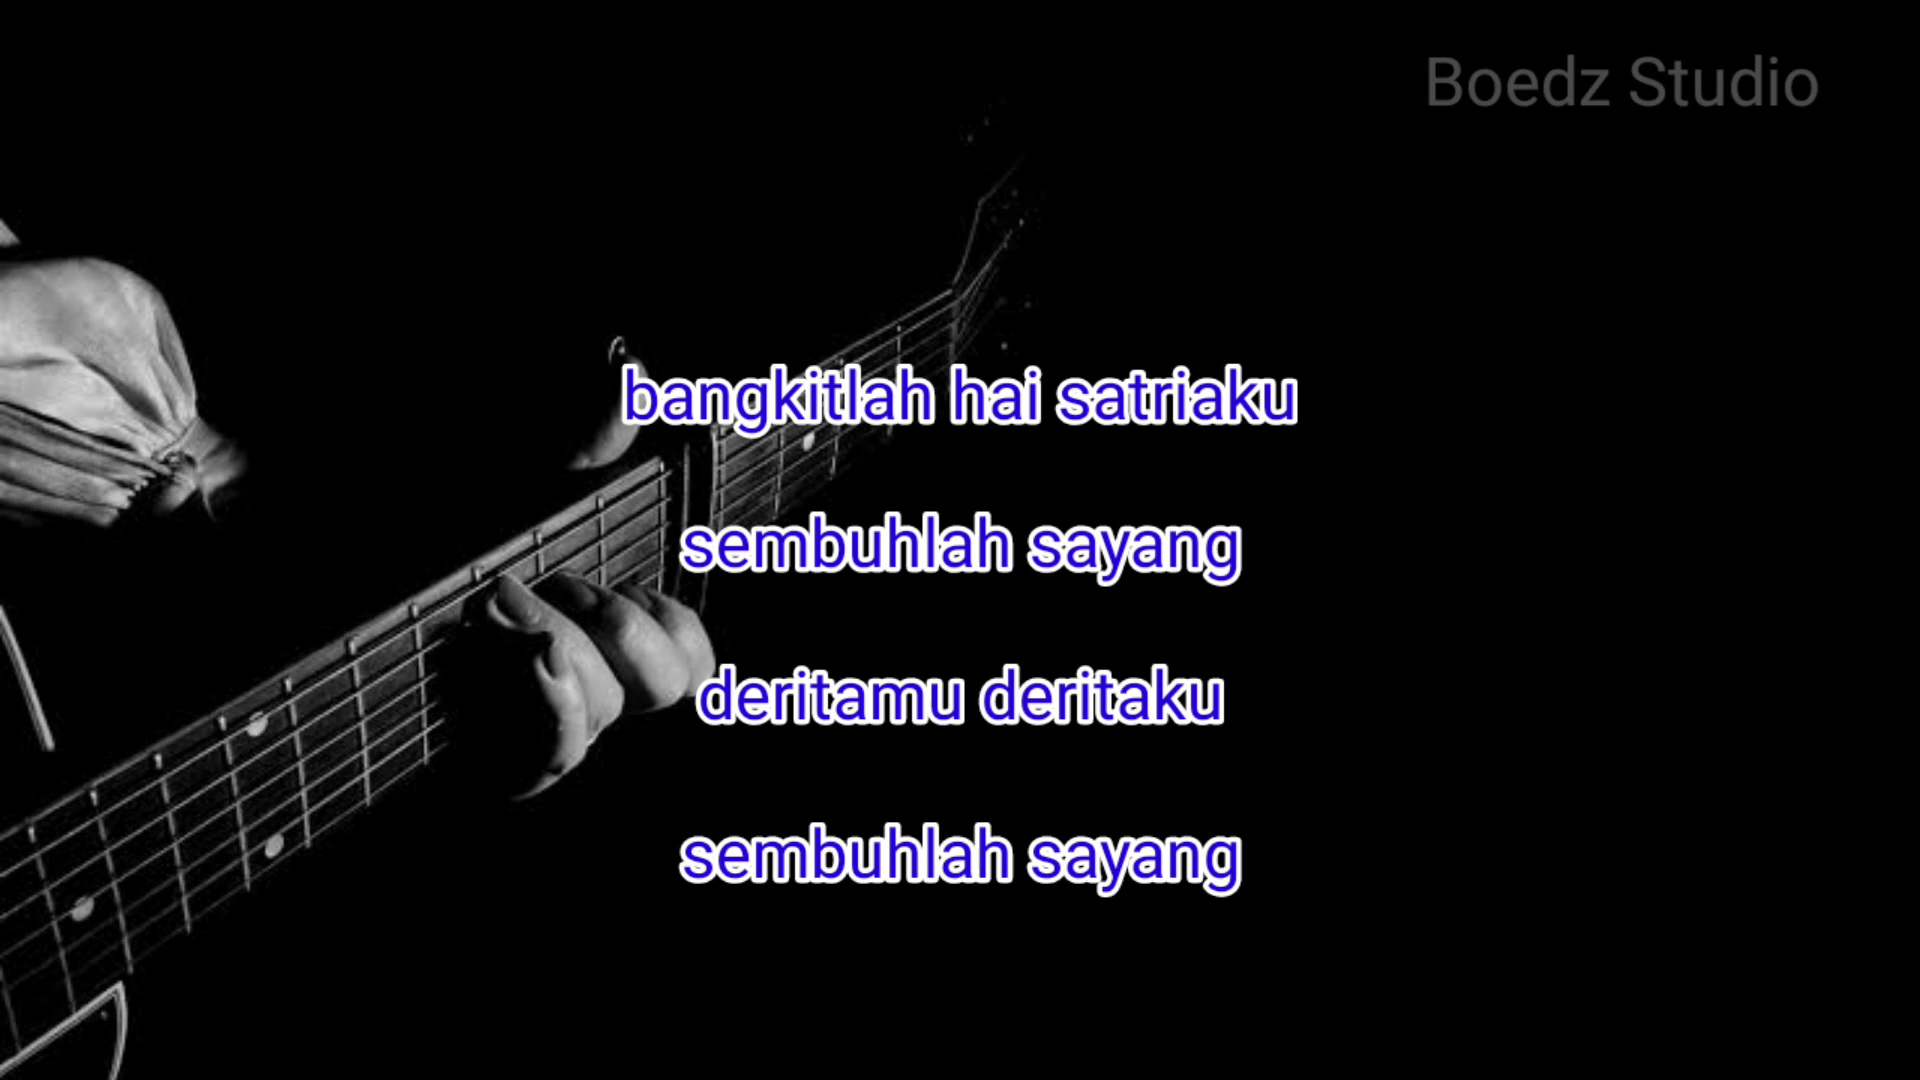 Boedz Studio
bangkitlah hai satriaku
sembuhlah sayang
deritamu deritaku
sembuhlah sayang